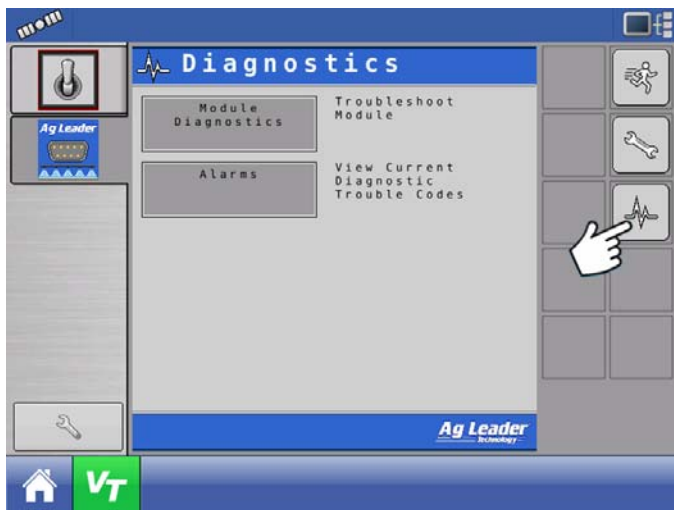 Diagnostics
Module
Diagnostics
Troubleshoot
Module
Ag Leader
Alarms
View Current
Diagnostic
Trouble Codes
Ag Leader
Technology
VT